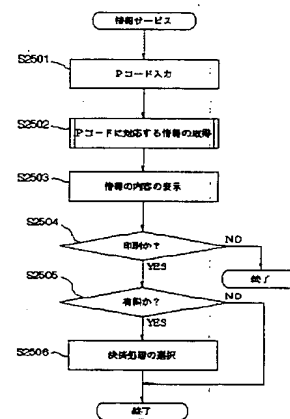 情報サービス
S2501
Pコード入力
S2502
Pコードに対応する情報の取得
S2503
情報の内容の表示
S2504
印刷か?
NO
YES
終了
S2505
有料か?
NO
YES
S2506
決済処理の選択
終了